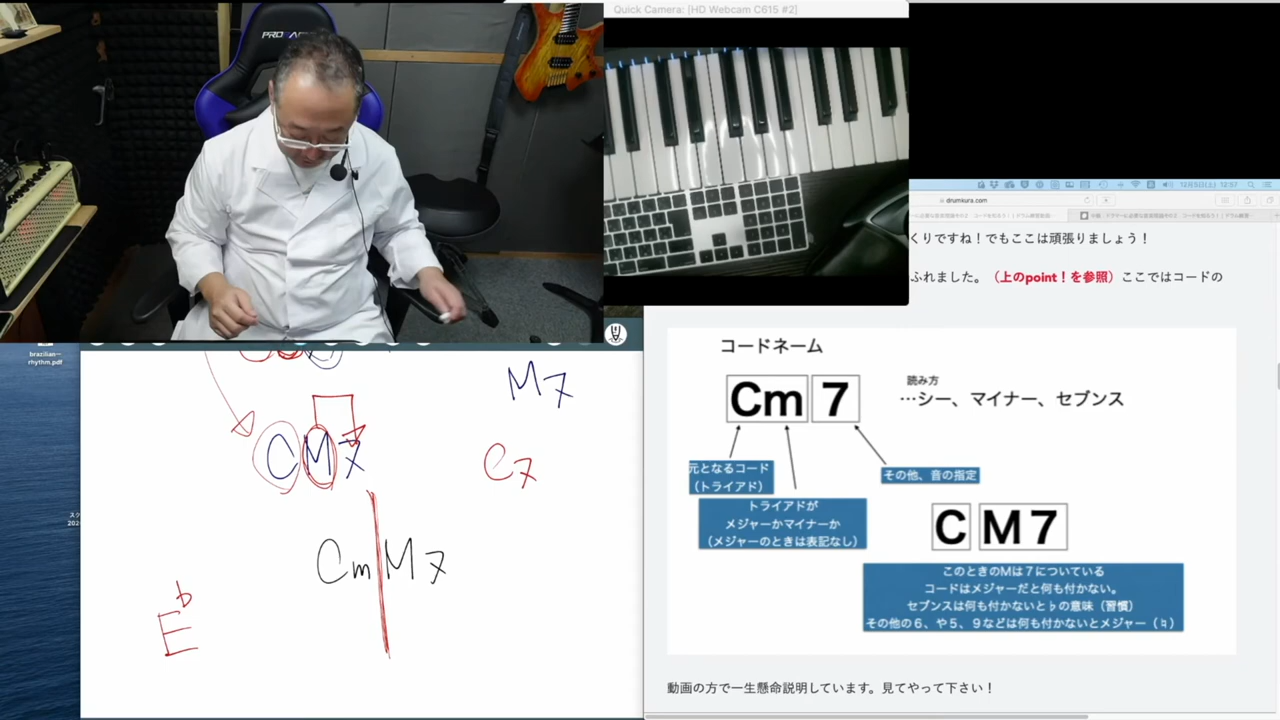 Quick Camera: [HD Webcam C615 #2]
12月5日(土) 12:57
drumkura.com
くりですね！でもここは頑張りましょう！
ふれました。（上のpoint！を参照）ここではコードの
コードネーム
Cm 7
読み方
…シー、マイナー、セブンス
元となるコード
（トライアド）
その他、音の指定
トライアドが
メジャーかマイナーか
（メジャーのときは表記なし）
C M7
このときのMは７についている
コードはメジャーだと何も付かない。
セブンスは何も付かないと♭の意味（習慣）
その他の６、や５、９などは何も付かないとメジャー（♮）
動画の方で一生懸命説明しています。見てやって下さい！
brazilian--
rhythm.pdf
M7
CM7
C7
CmM7
E♭